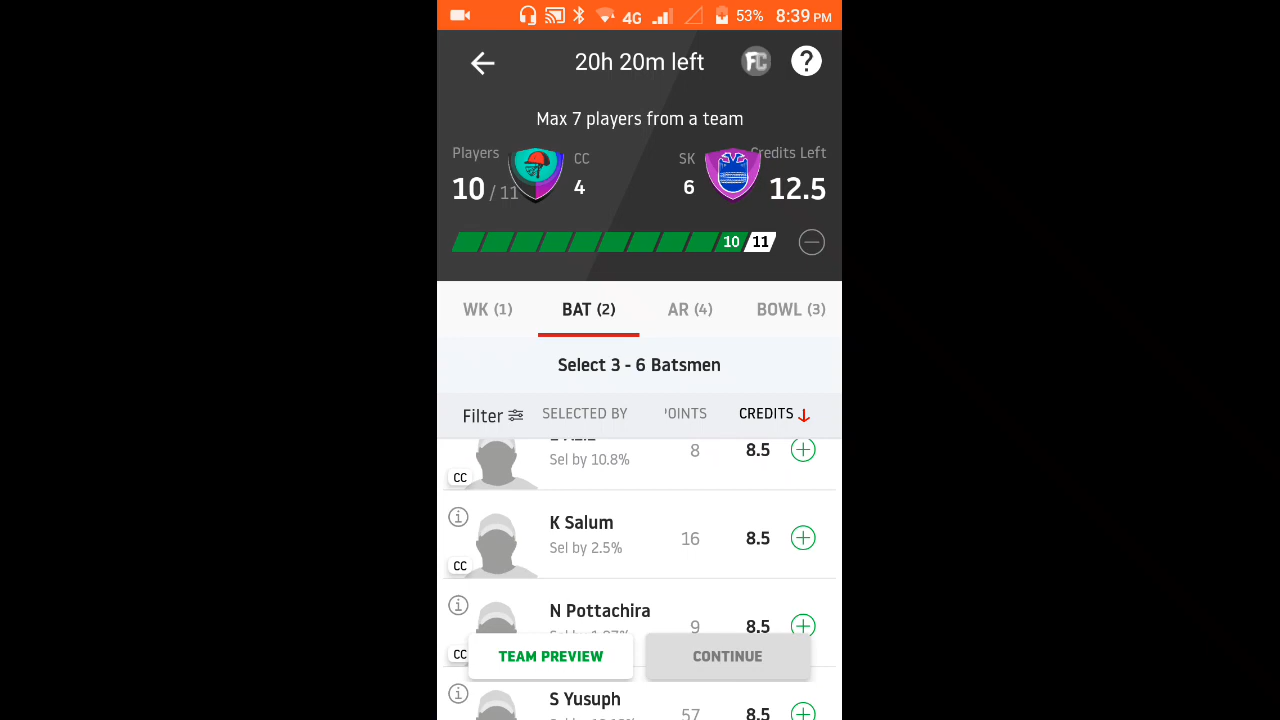 4G 53% 8:39 PM
20h 20m left FC ?
Max 7 players from a team
Players CC SK Credits Left
10 / 11 4 6 12.5
10 11
WK (1) BAT (2) AR (4) BOWL (3)
Select 3 - 6 Batsmen
Filter SELECTED BY POINTS CREDITS
Sel by 10.8% 8 8.5
CC
K Salum
Sel by 2.5% 16 8.5
CC
N Pottachira
9 8.5
CC
TEAM PREVIEW CONTINUE
S Yusuph
57 8.5